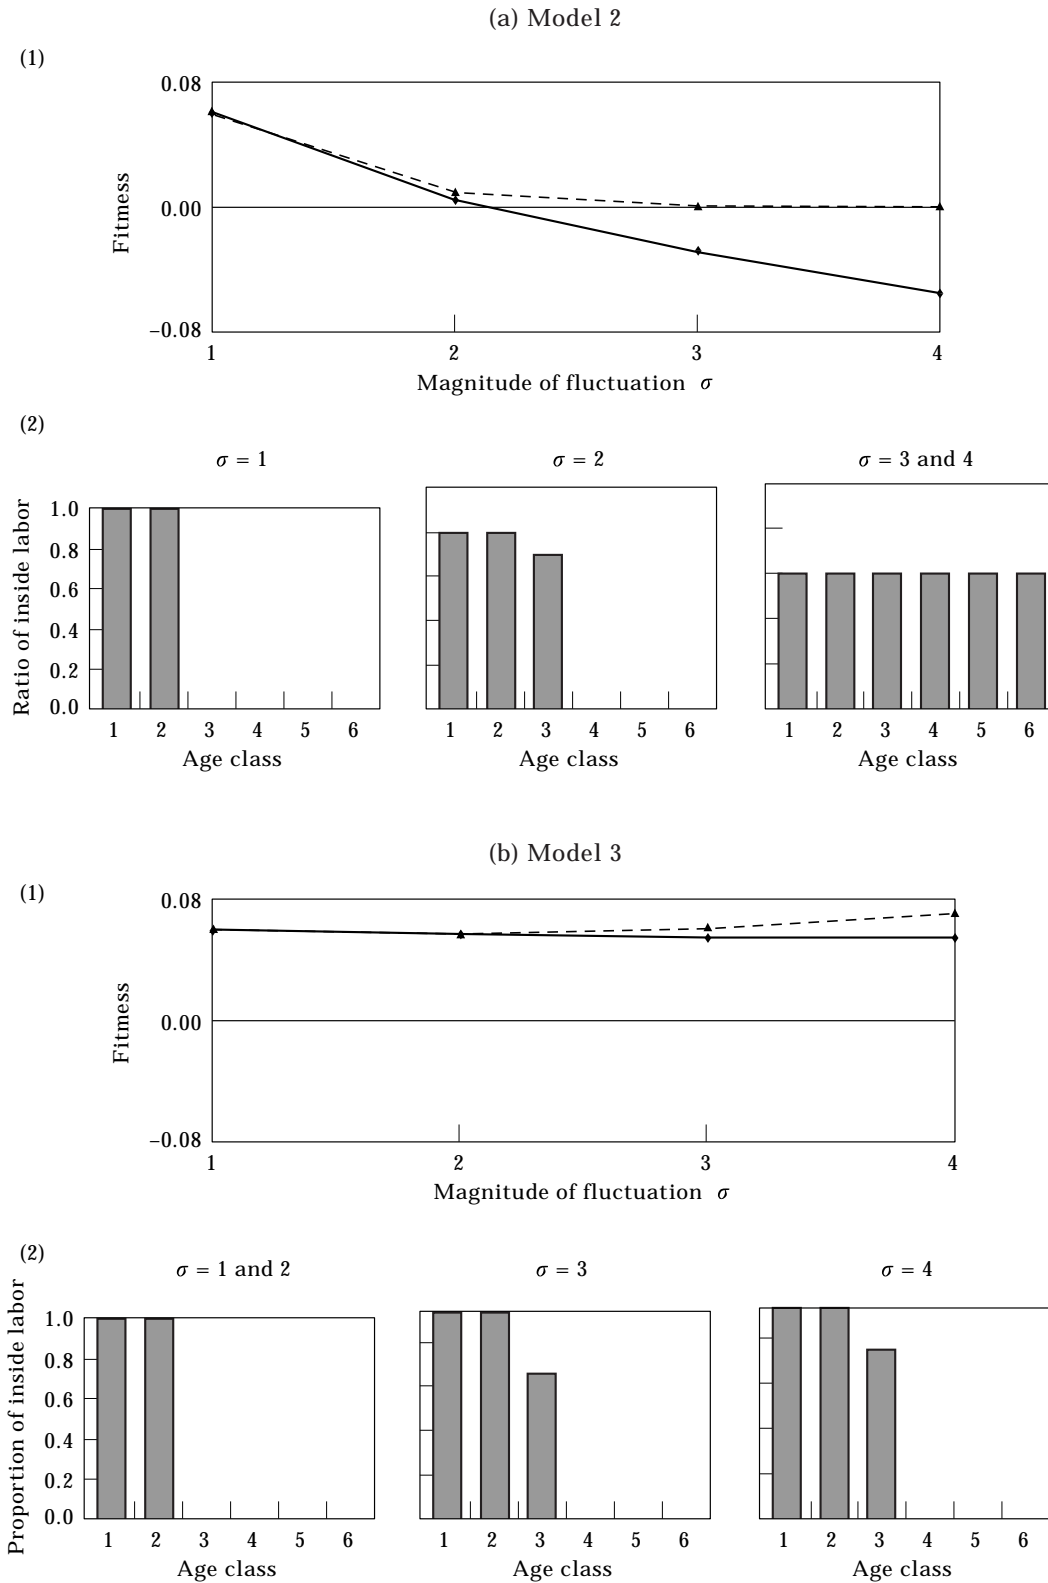 (a) Model 2
(1)
0.08
0.00
−0.08
Fitmess
1 2 3 4
Magnitude of fluctuation σ
(2)
σ = 1
σ = 2
σ = 3 and 4
Ratio of inside labor
1.0
0.8
0.6
0.4
0.2
0.0
1 2 3 4 5 6
Age class
1 2 3 4 5 6
Age class
1 2 3 4 5 6
Age class
(b) Model 3
(1)
0.08
0.00
−0.08
Fitmess
1 2 3 4
Magnitude of fluctuation σ
(2)
σ = 1 and 2
σ = 3
σ = 4
Proportion of inside labor
1.0
0.8
0.6
0.4
0.2
0.0
1 2 3 4 5 6
Age class
1 2 3 4 5 6
Age class
1 2 3 4 5 6
Age class